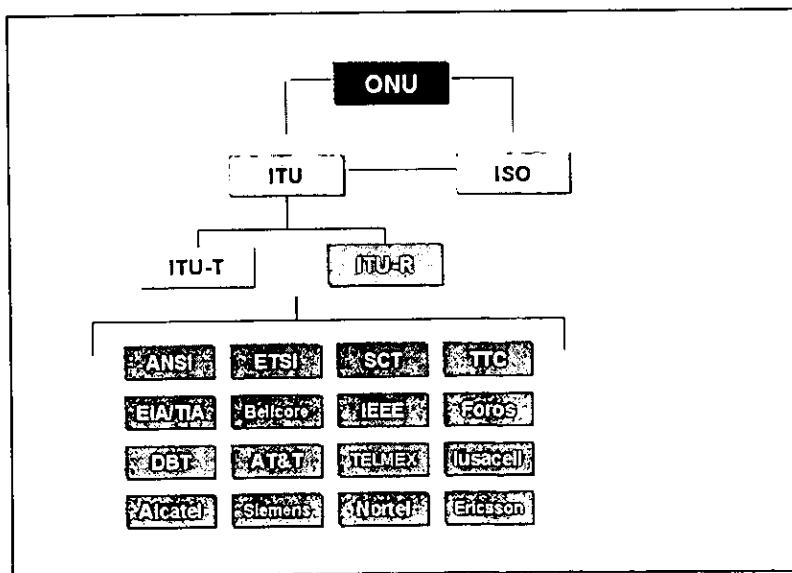 ONU
ITU ISO
ITU-T ITU-R
ANSI ETSI SCT TTC
EIA/TIA Bellcore IEEE Foros
DBT AT&T TELMEX Iusacell
Alcatel Siemens Nortel Ericsson